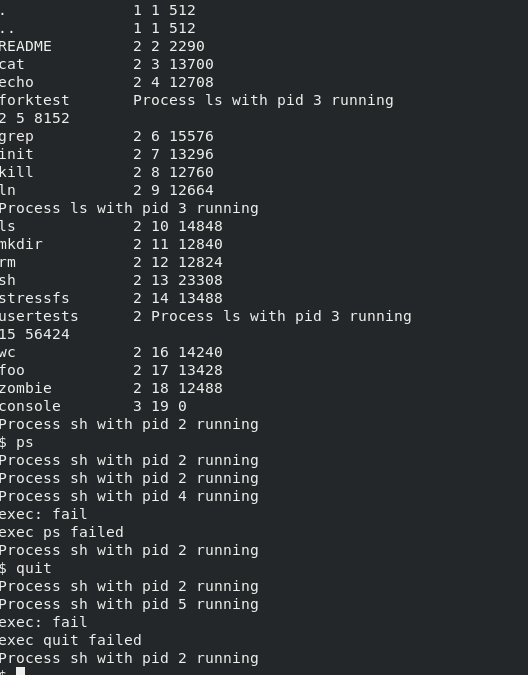 .              1 1 512
..             1 1 512
README         2 2 2290
cat            2 3 13700
echo           2 4 12708
forktest       Process ls with pid 3 running
2 5 8152
grep           2 6 15576
init           2 7 13296
kill           2 8 12760
ln             2 9 12664
Process ls with pid 3 running
ls             2 10 14848
mkdir          2 11 12840
rm             2 12 12824
sh             2 13 23308
stressfs       2 14 13488
usertests      2 Process ls with pid 3 running
15 56424
wc             2 16 14240
foo            2 17 13428
zombie         2 18 12488
console        3 19 0
Process sh with pid 2 running
$ ps
Process sh with pid 2 running
Process sh with pid 2 running
Process sh with pid 4 running
exec: fail
exec ps failed
Process sh with pid 2 running
$ quit
Process sh with pid 2 running
Process sh with pid 5 running
exec: fail
exec quit failed
Process sh with pid 2 running
$